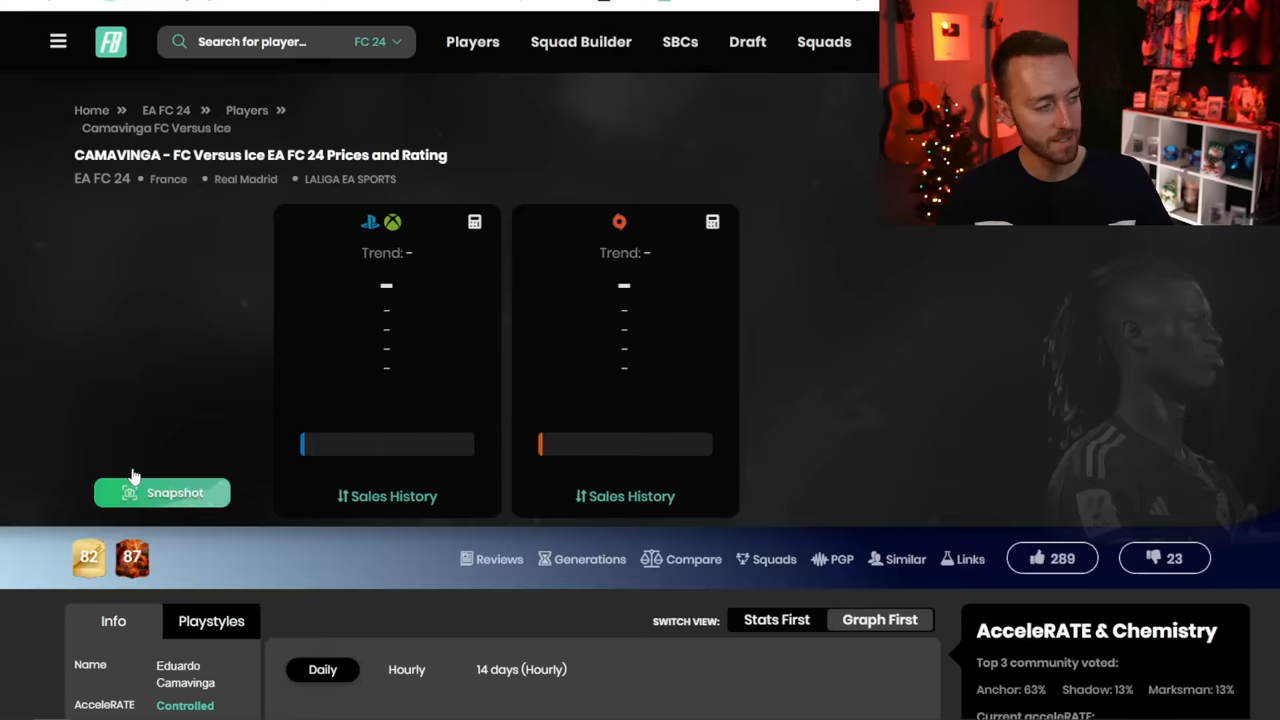 FB
Search for player...
FC 24
Players
Squad Builder
SBCs
Draft
Squads
Home » EA FC 24 » Players »
Camavinga FC Versus Ice
CAMAVINGA - FC Versus Ice EA FC 24 Prices and Rating
EA FC 24 • France • Real Madrid • LALIGA EA SPORTS
Trend: -
-
-
-
-
-
Sales History
Trend: -
-
-
-
-
-
Sales History
Snapshot
82
87
Reviews
Generations
Compare
Squads
PGP
Similar
Links
289
23
Info
Playstyles
SWITCH VIEW:
Stats First
Graph First
Name
Eduardo
Camavinga
AcceleRATE
Controlled
Daily
Hourly
14 days (Hourly)
AcceleRATE & Chemistry
Top 3 community voted:
Anchor: 63%
Shadow: 13%
Marksman: 13%
Current acceleRATE: